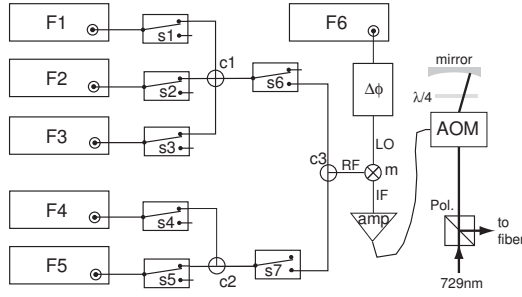 F1
s1
F2
s2
c1
s6
F3
s3
F4
s4
F5
s5
c2
s7
F6
Δϕ
LO
c3
RF
m
IF
amp
mirror
λ/4
AOM
Pol.
to
fiber
729nm